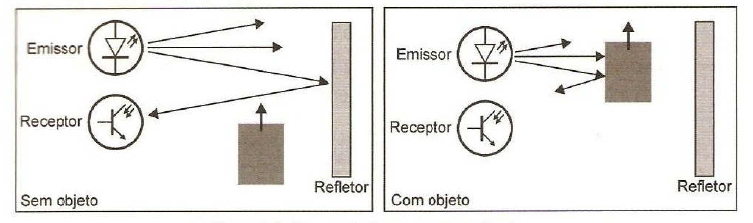 Emissor
Receptor
Refletor
Sem objeto
Emissor
Receptor
Refletor
Com objeto